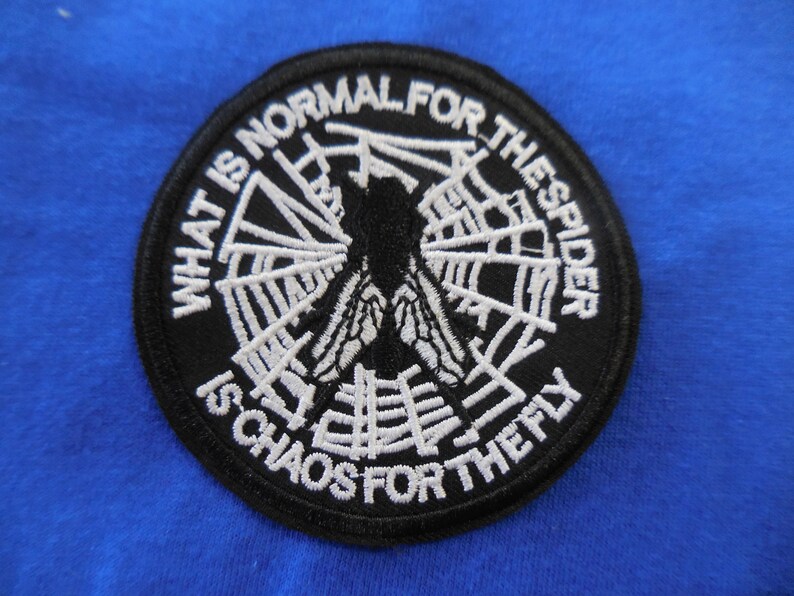 WHAT IS NORMAL FOR THE SPIDER
IS CHAOS FOR THE FLY